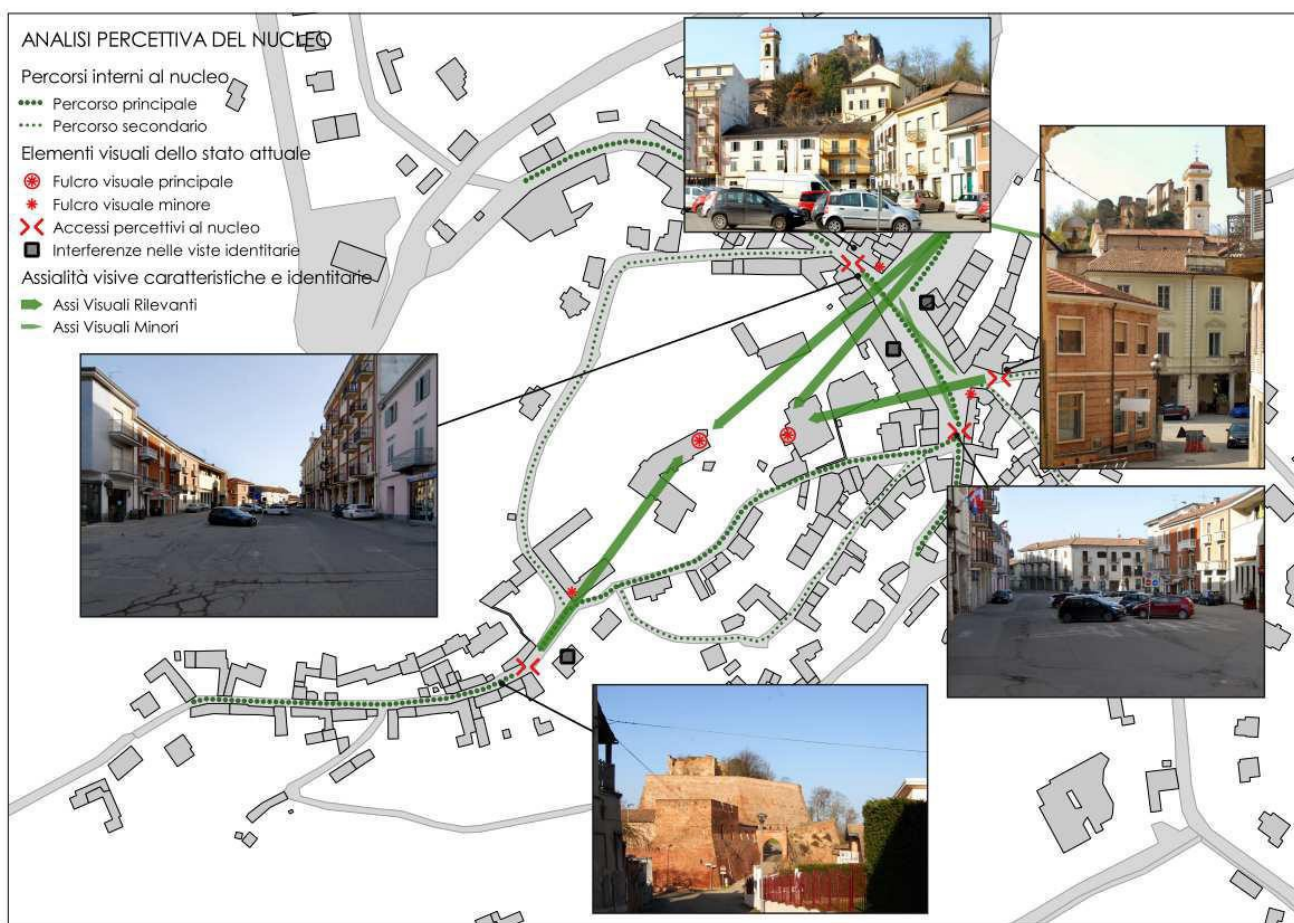 ANALISI PERCETTIVA DEL NUCLEO
Percorsi interni al nucleo
Percorso principale
Percorso secondario
Elementi visuali dello stato attuale
Fulcro visuale principale
Fulcro visuale minore
Accessi percettivi al nucleo
Interferenze nelle viste identitarie
Assialità visive caratteristiche e identitarie
Assi Visuali Rilevanti
Assi Visuali Minori